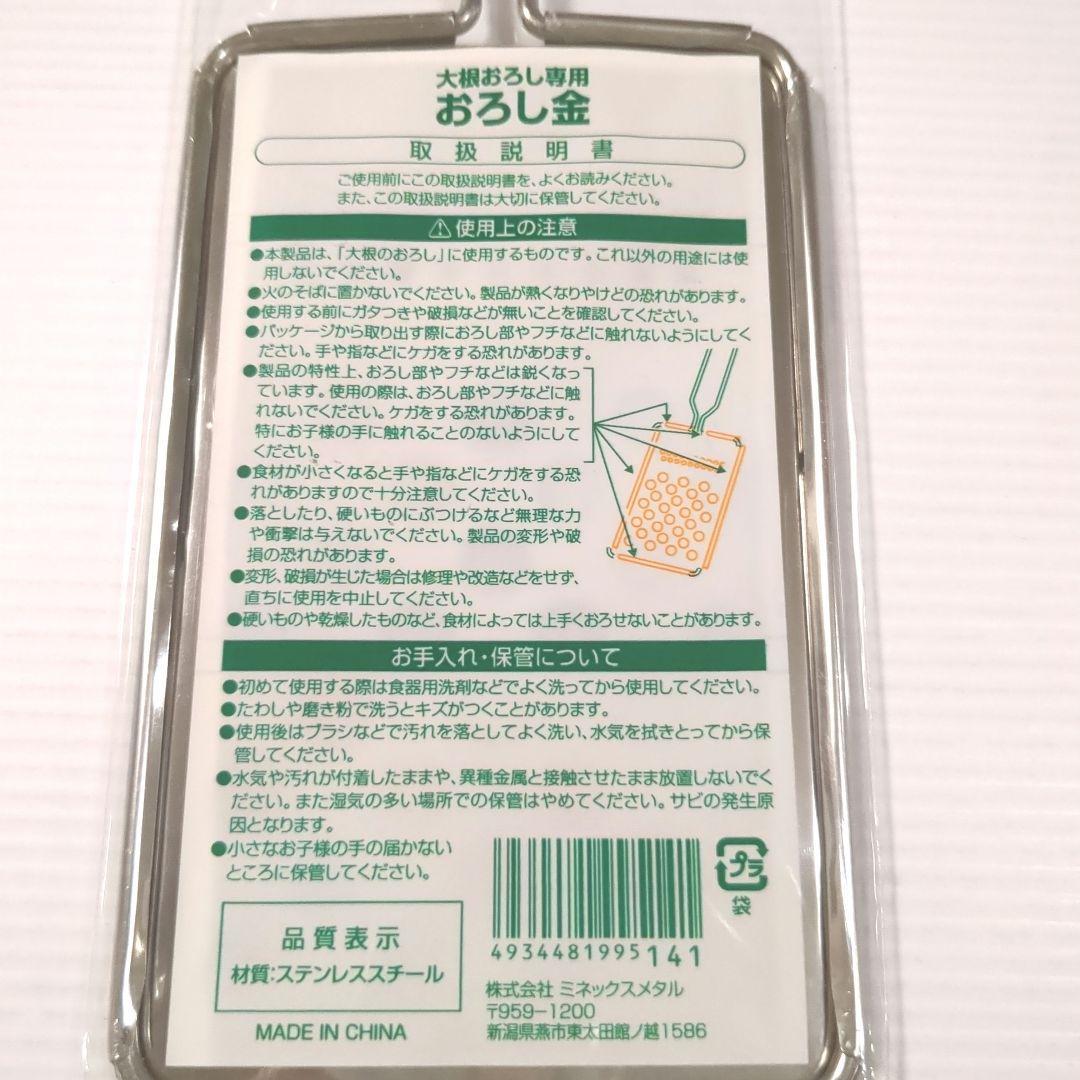 大根おろし専用
おろし金
取扱説明書
ご使用前にこの取扱説明書を、よくお読みください。
また、この取扱説明書は大切に保管してください。
⚠使用上の注意
●本製品は、「大根のおろし」に使用するものです。これ以外の用途には使
用しないでください。
●火のそばに置かないでください。製品が熱くなりやけどの恐れがあります。
●使用する前にガタつきや破損などが無いことを確認してください。
●パッケージから取り出す際におろし部やフチなどに触れないようにしてく
ださい。手や指などにケガをする恐れがあります。
●製品の特性上、おろし部やフチなどは鋭くなっ
ています。使用の際は、おろし部やフチなどに触
れないでください。ケガをする恐れがあります。
特にお子様の手に触れることのないようにして
ください。
●食材が小さくなると手や指などにケガをする恐
れがありますので十分注意してください。
●落としたり、硬いものにぶつけるなど無理な力
や衝撃は与えないでください。製品の変形や破
損の恐れがあります。
●変形、破損が生じた場合は修理や改造などをせず、
直ちに使用を中止してください。
●硬いものや乾燥したものなど、食材によっては上手くおろせないことがあります。
お手入れ・保管について
●初めて使用する際は食器用洗剤などでよく洗ってから使用してください。
●たわしや磨き粉で洗うとキズがつくことがあります。
●使用後はブラシなどで汚れを落としてよく洗い、水気を拭きとってから保
管してください。
●水気や汚れが付着したままや、異種金属と接触させたまま放置しないでく
ださい。また湿気の多い場所での保管はやめてください。サビの発生原
因となります。
●小さなお子様の手の届かない
ところに保管してください。
品質表示
材質:ステンレススチール
MADE IN CHINA
4934481995141
プラ
袋
株式会社 ミネックスメタル
〒959-1200
新潟県燕市東太田館ノ越1586